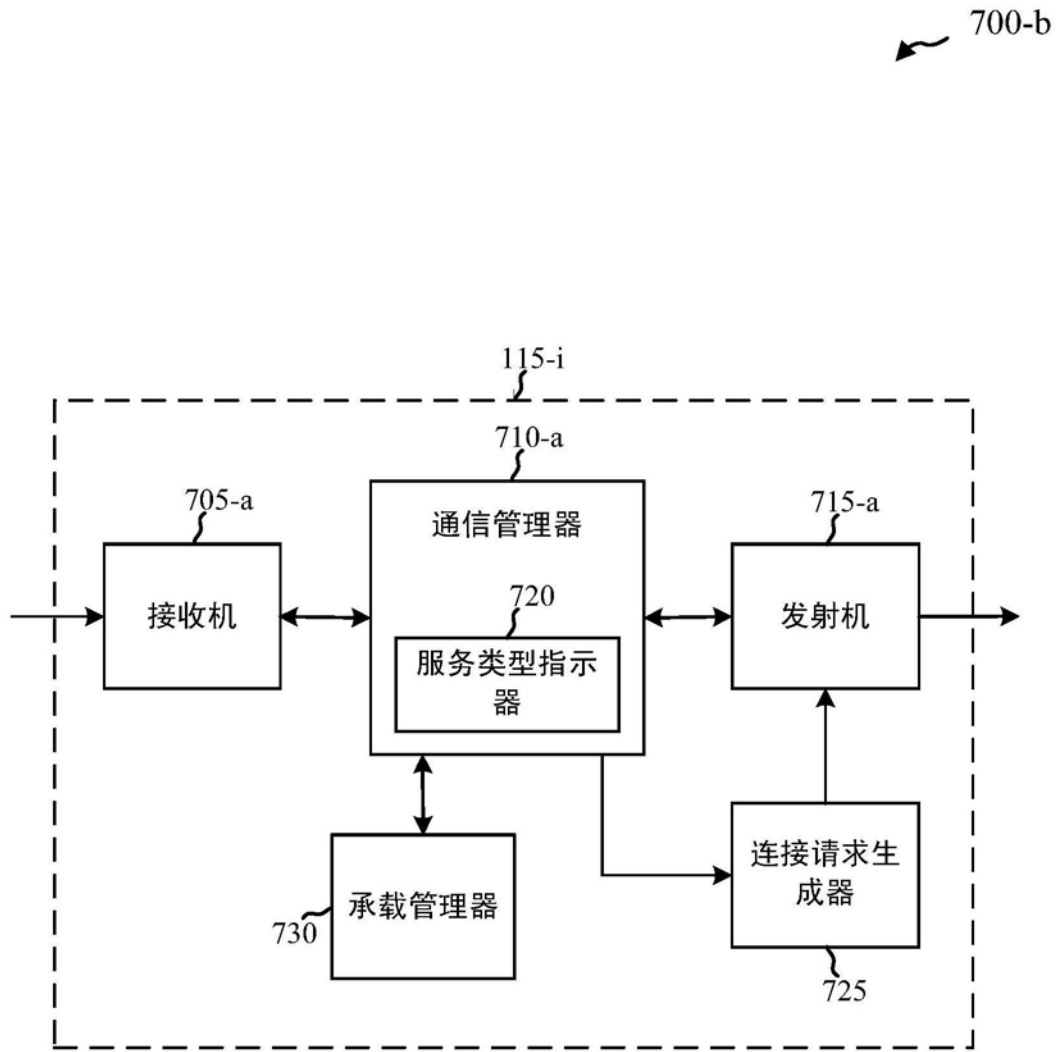 700-b
115-i
710-a
705-a
715-a
通信管理器
720
接收机
发射机
服务类型指示
器
连接请求生
成器
承载管理器
730
725